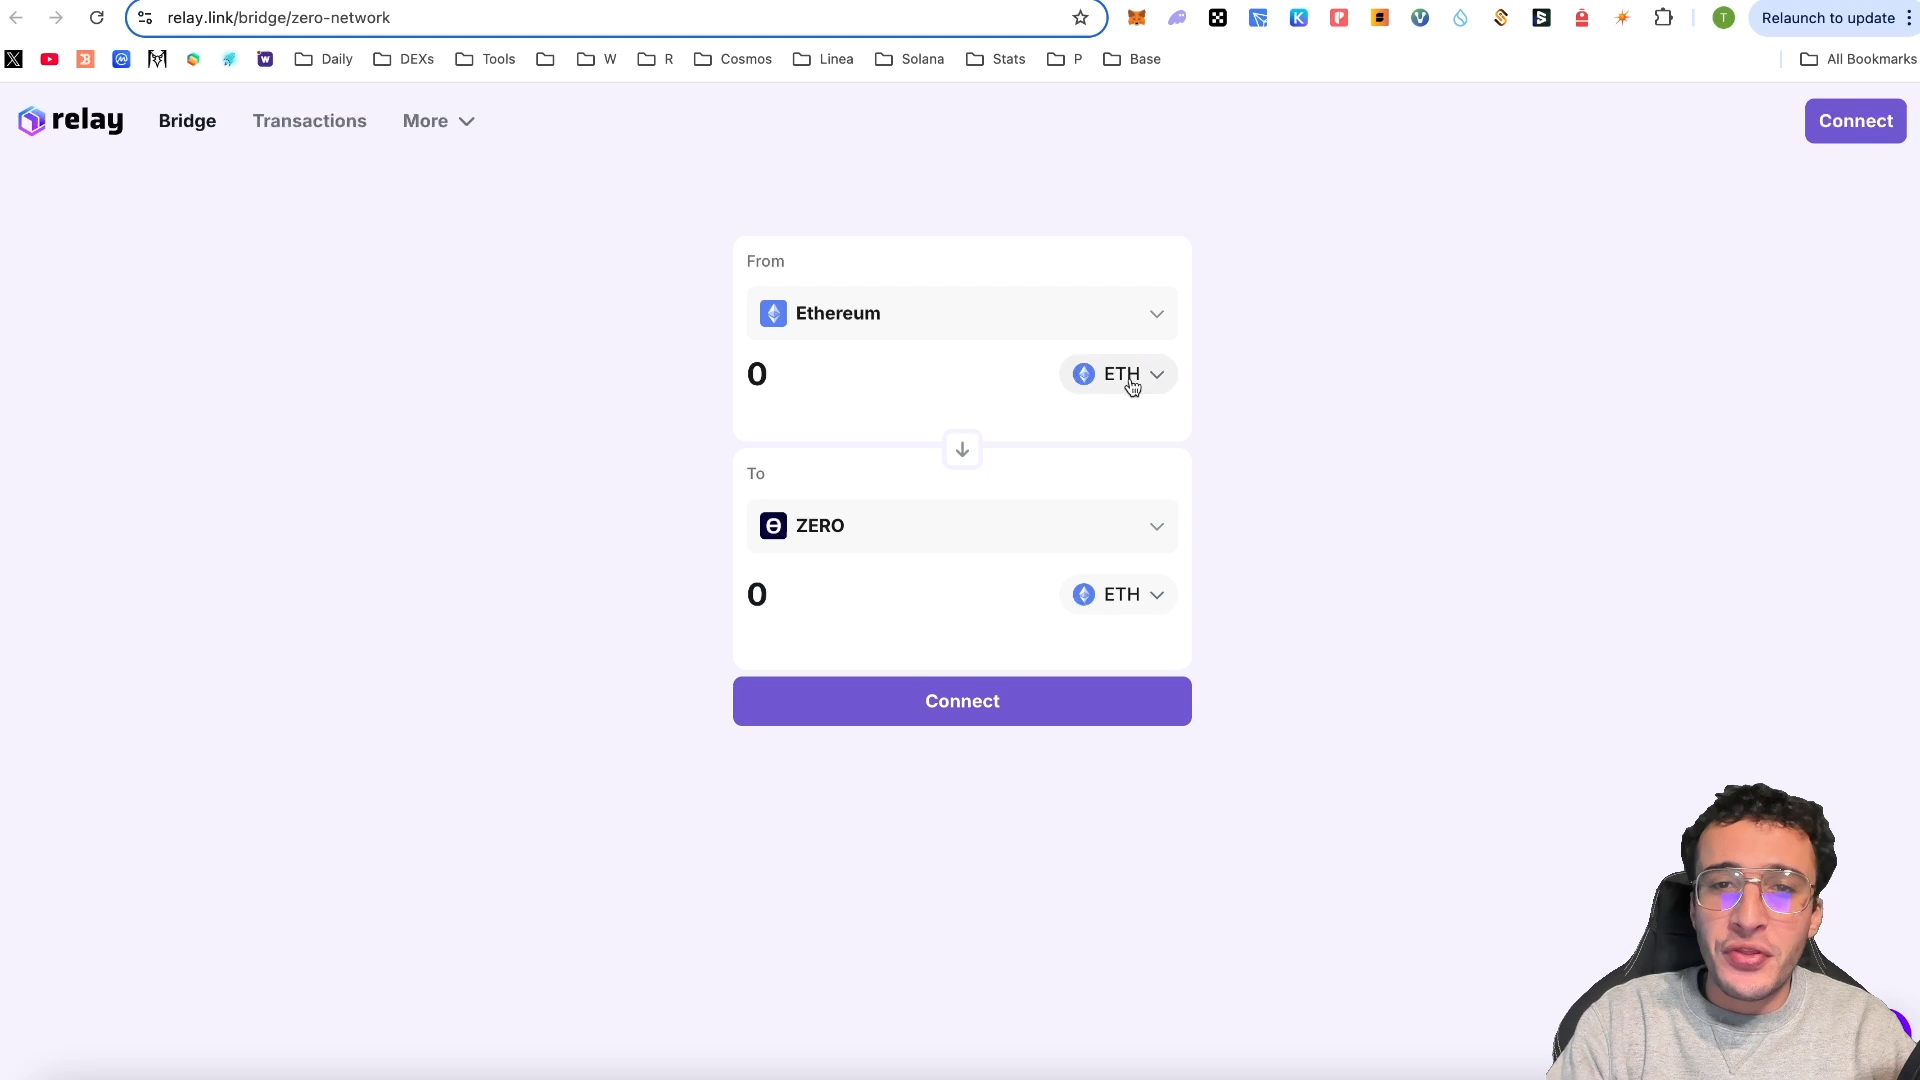 relay.link/bridge/zero-network
Relaunch to update
Daily
DEXs
Tools
W
R
Cosmos
Linea
Solana
Stats
P
Base
All Bookmarks
relay
Bridge
Transactions
More
Connect
From
Ethereum
0
ETH
To
ZERO
0
ETH
Connect
T